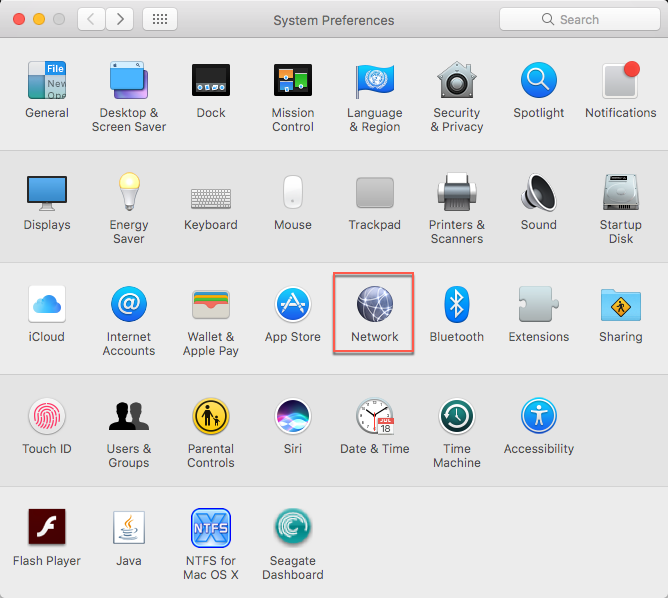 System Preferences
Search
File
New
Ope
General
Desktop &
Screen Saver
Dock
Mission
Control
Language
& Region
Security
& Privacy
Spotlight
Notifications
Displays
Energy
Saver
Keyboard
Mouse
Trackpad
Printers &
Scanners
Sound
Startup
Disk
iCloud
@
Internet
Accounts
Wallet &
Apple Pay
App Store
Network
Bluetooth
Extensions
Sharing
Touch ID
Users &
Groups
Parental
Controls
Siri
JUL
18
Date & Time
Time
Machine
Accessibility
Flash Player
Java
NTFS
NTFS for
Mac OS X
Seagate
Dashboard